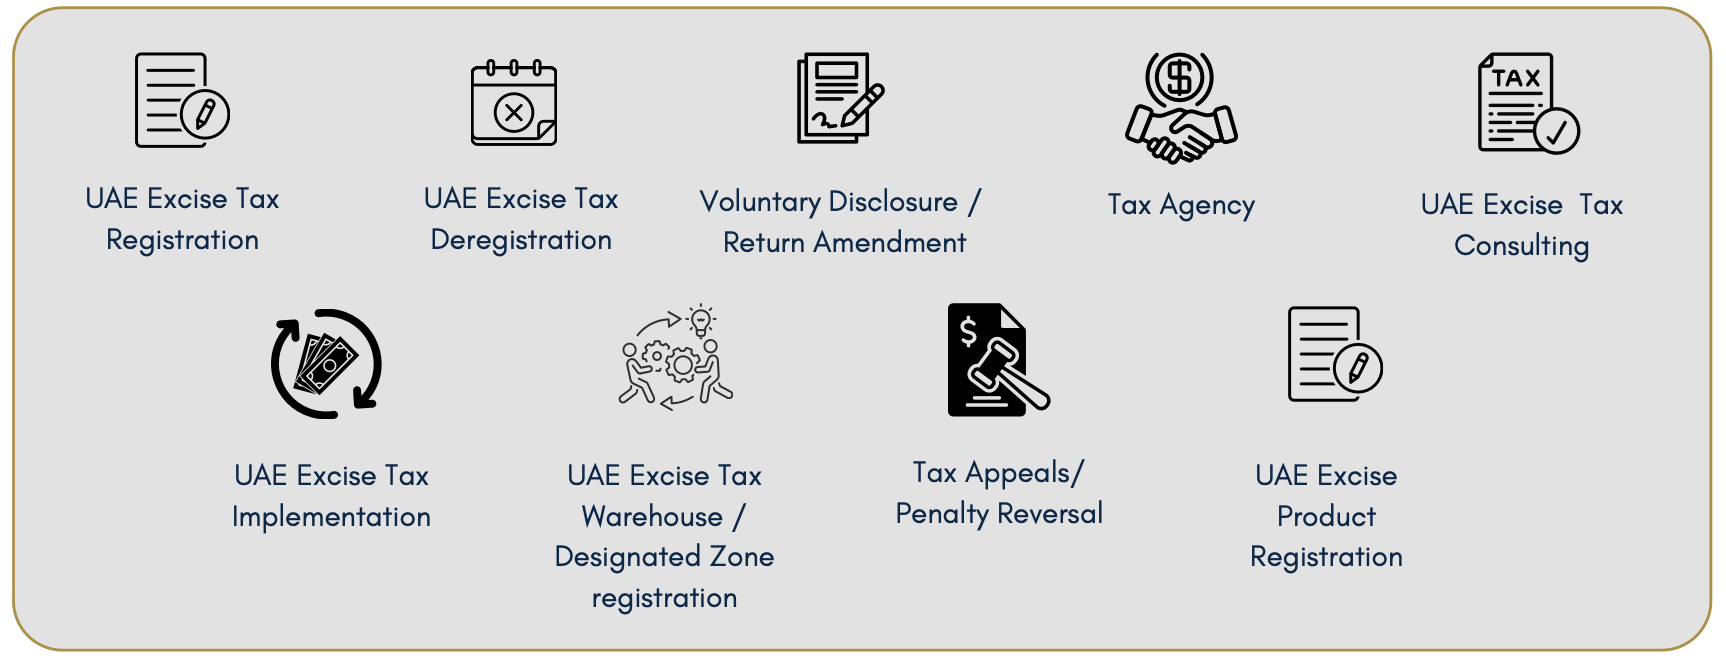 UAE Excise Tax
Registration
UAE Excise Tax
Deregistration
Voluntary Disclosure /
Return Amendment
Tax Agency
TAX
UAE Excise  Tax
Consulting
UAE Excise Tax
Implementation
UAE Excise Tax
Warehouse /
Designated Zone
registration
$
Tax Appeals/
Penalty Reversal
UAE Excise
Product
Registration